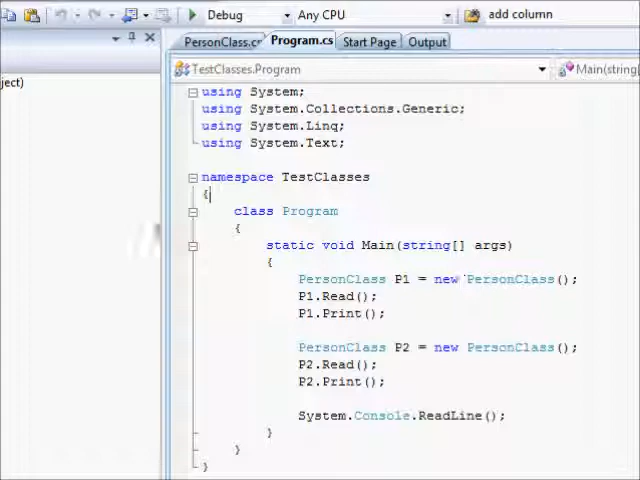 Debug Any CPU add column
PersonClass.cs Program.cs Start Page Output
TestClasses.Program Main(string[
ject)
using System;
using System.Collections.Generic;
using System.Linq;
using System.Text;
namespace TestClasses
{
class Program
{
static void Main(string[] args)
{
PersonClass P1 = new PersonClass();
P1.Read();
P1.Print();
PersonClass P2 = new PersonClass();
P2.Read();
P2.Print();
System.Console.ReadLine();
}
}
}